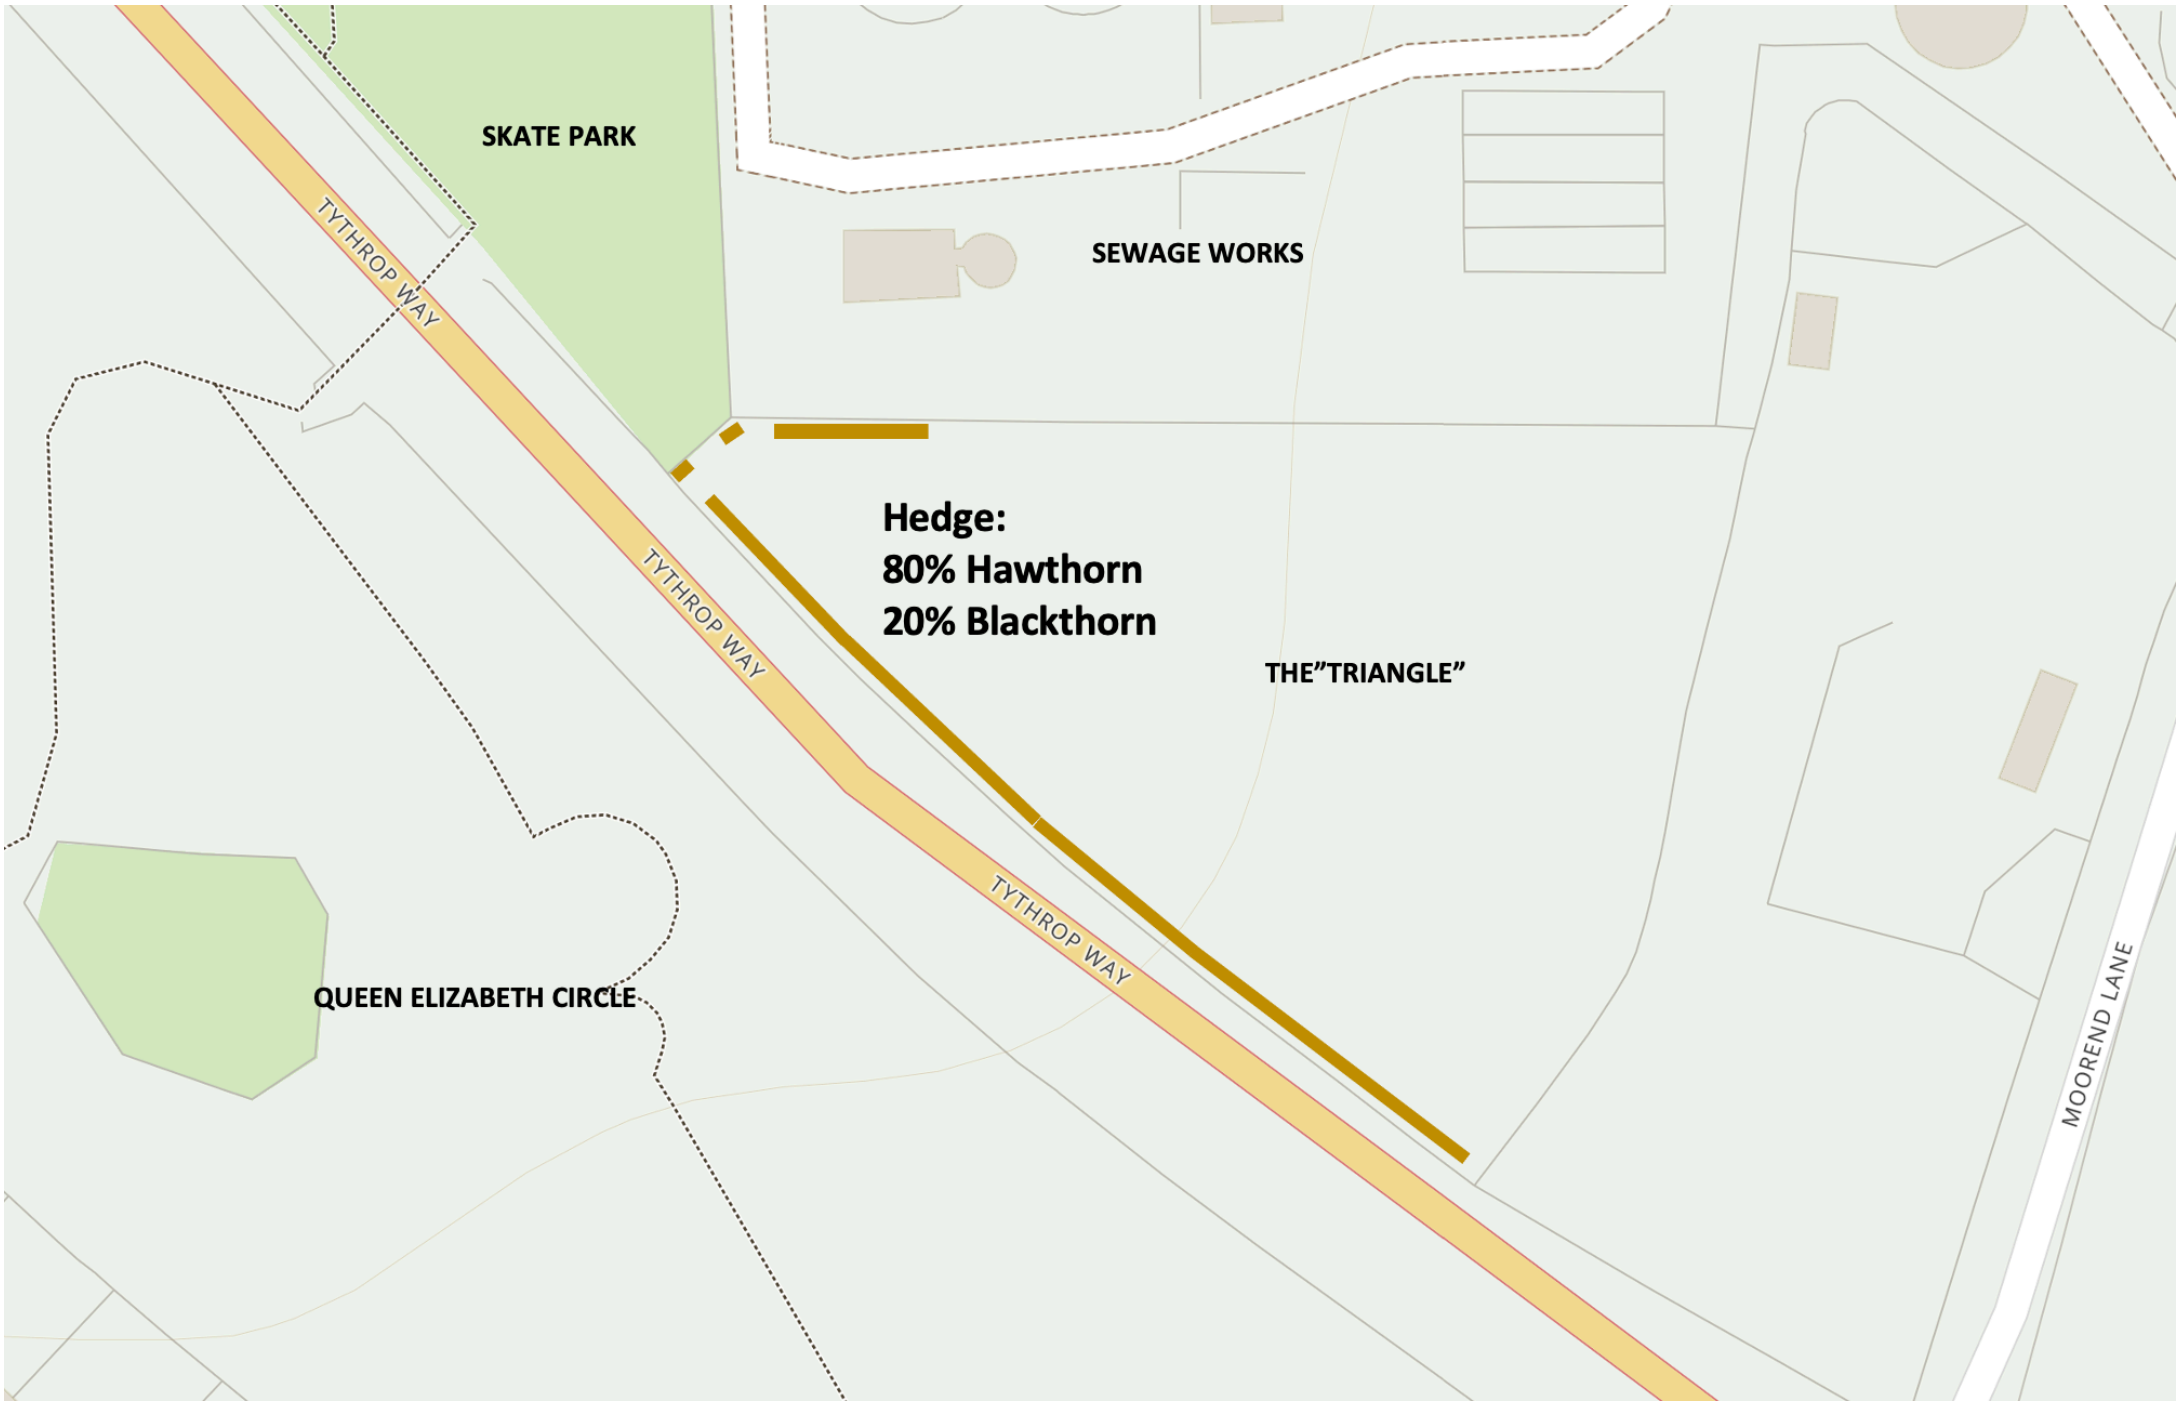 SKATE PARK
TYTHROP WAY
SEWAGE WORKS
Hedge:
80% Hawthorn
20% Blackthorn
TYTHROP WAY
THE”TRIANGLE”
TYTHROP WAY
QUEEN ELIZABETH CIRCLE
MOOREND LANE